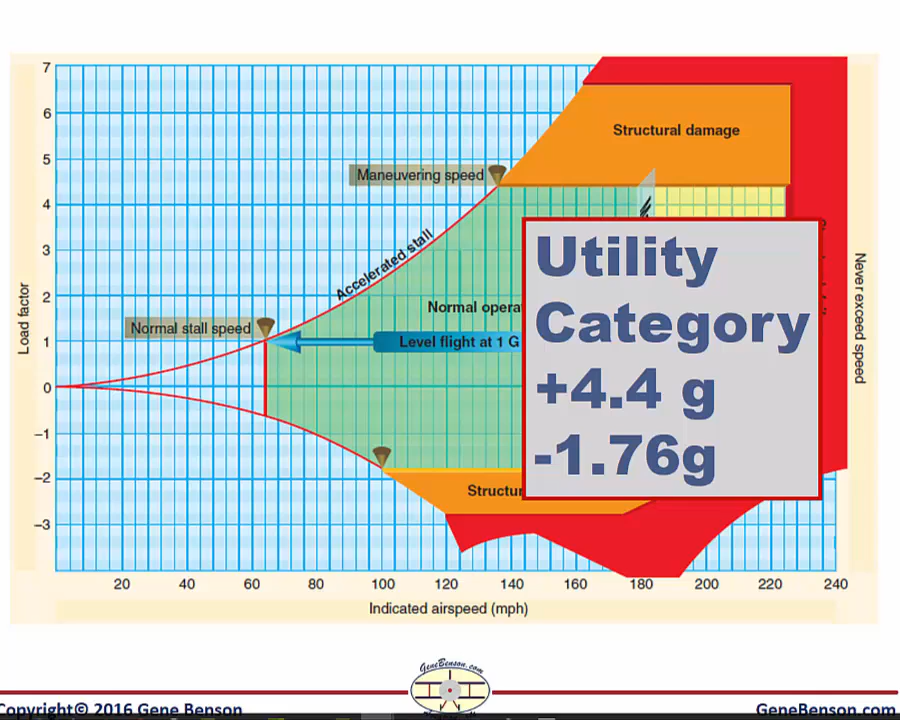 7
6
5
4
3
2
1
0
–1
–2
–3
Load factor
Structural damage
Maneuvering speed
Accelerated stall
Normal stall speed
Normal
Level flight at 1 G
Utility
Category
+4.4 g
-1.76g
Never exceed speed
20 40 60 80 100 120 140 160 180 200 220 240
Indicated airspeed (mph)
GeneBenson.com
Copyright© 2016 Gene Benson
GeneBenson.com